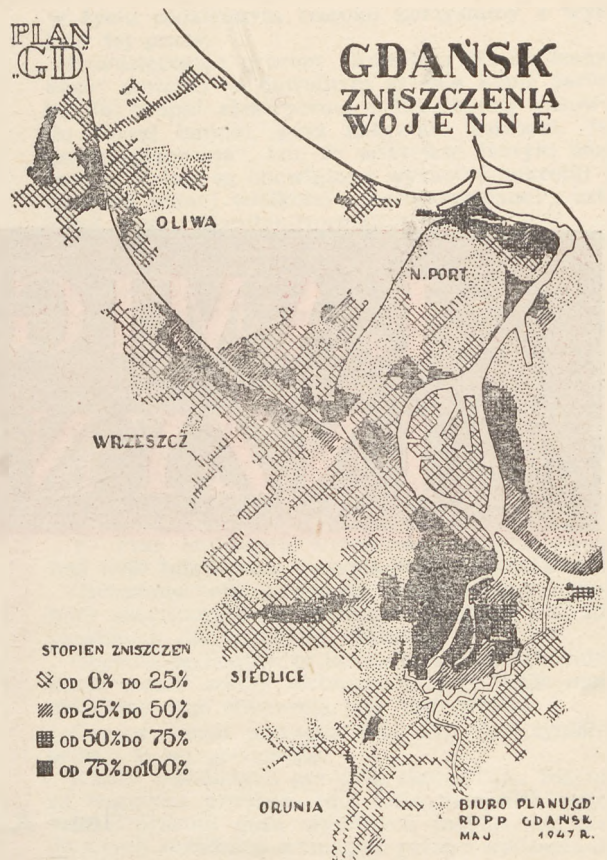 PLAN
„GD”
GDAŃSK
ZNISZCZENIA
WOJENNE
OLIWA
N. PORT
WRZESZCZ
STOPIEN ZNISZCZEŃ
OD 0% DO 25%
OD 25% DO 50%
OD 50% DO 75%
OD 75% DO 100%
SIEDLICE
ORUNIA
BIURO PLANU „GD”
RDPP GDAŃSK
MAJ 1947 R.